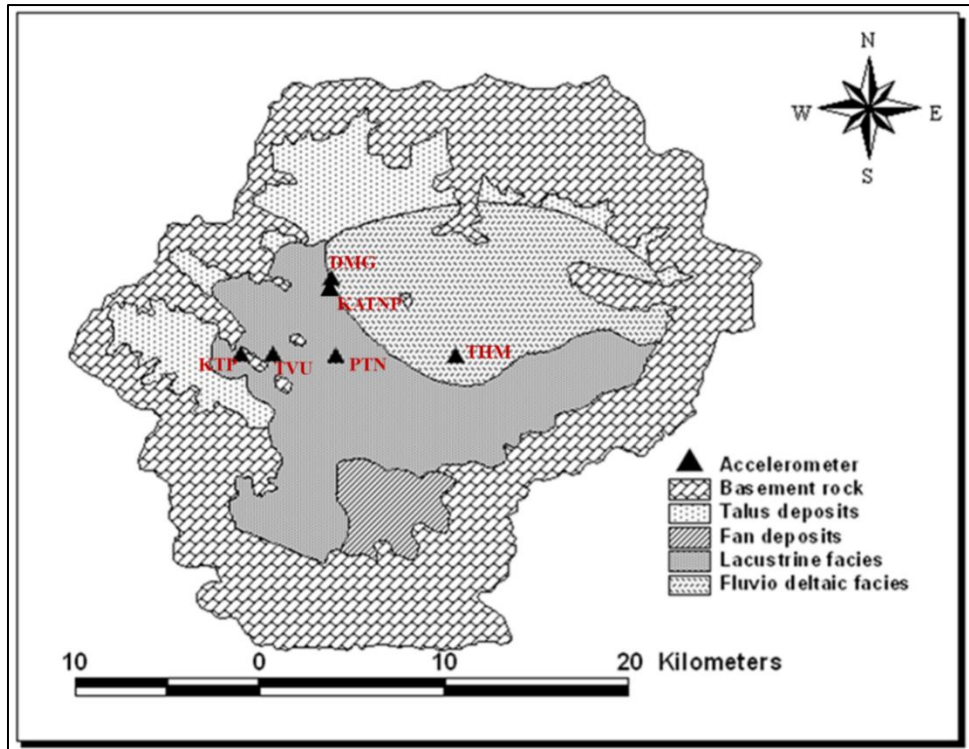 N
W E
S
DMG
KATNP
KTP TVU PTN THM
Accelerometer
Basement rock
Talus deposits
Fan deposits
Lacustrine facies
Fluvio deltaic facies
10 0 10 20 Kilometers